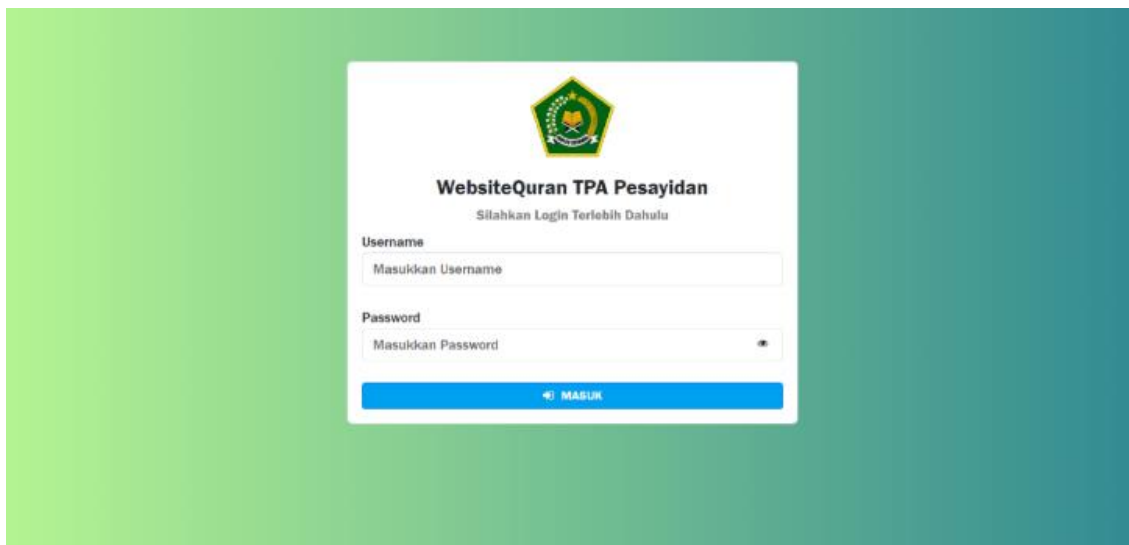 WebsiteQuran TPA Pesayidan
Silahkan Login Terlebih Dahulu
Username
Masukkan Username
Password
Masukkan Password
MASUK